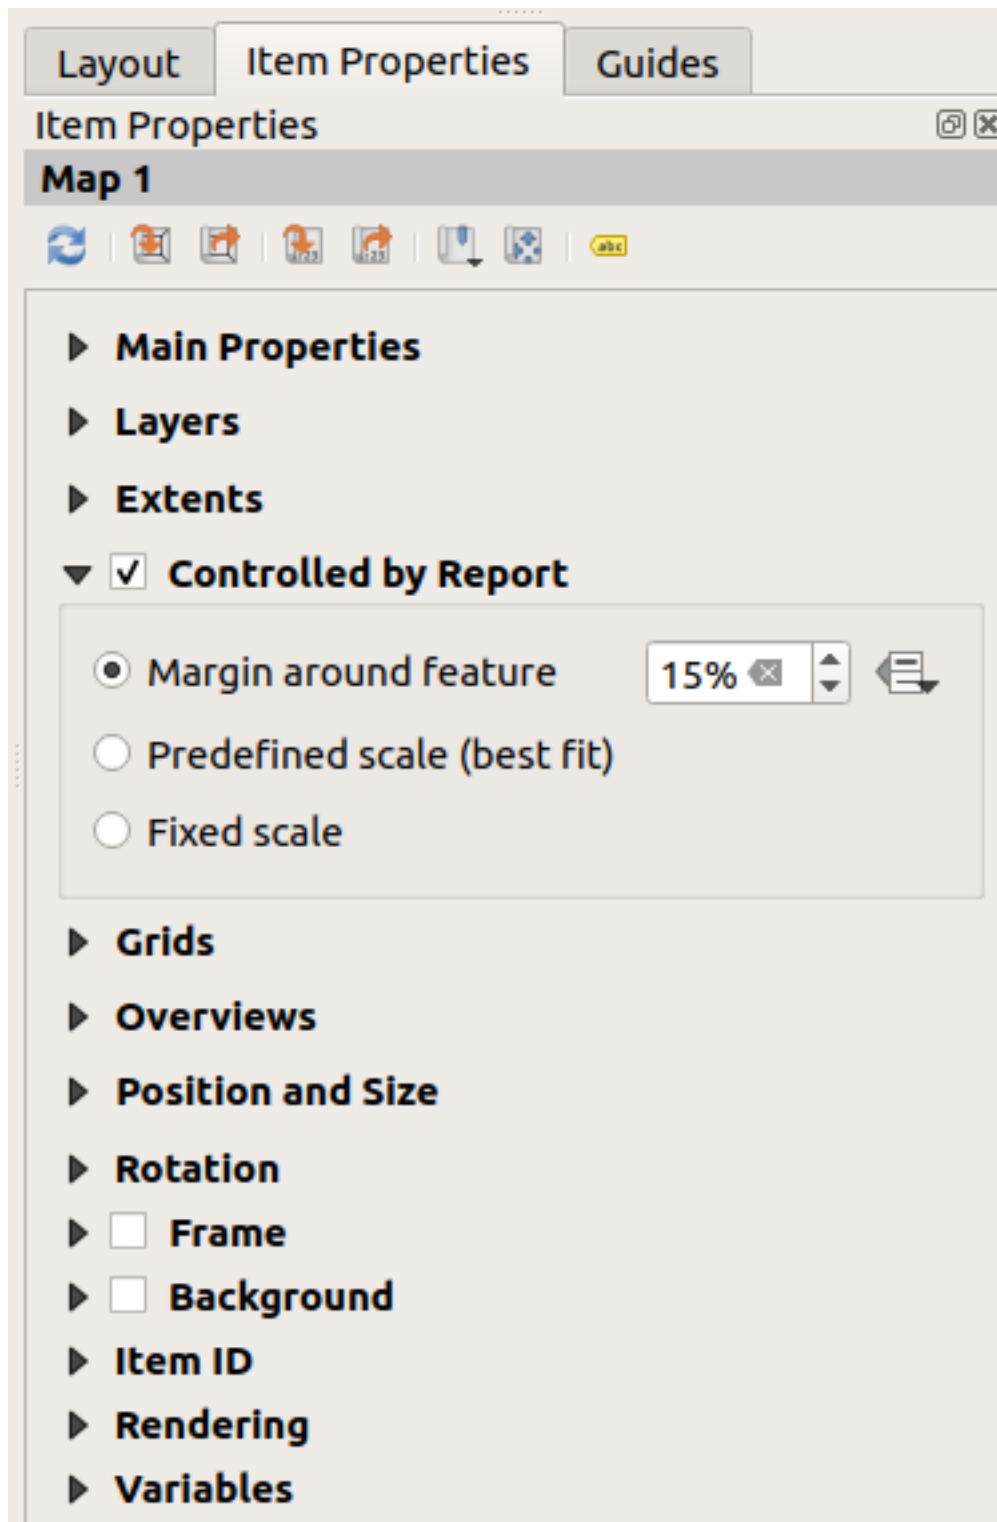 Layout Item Properties Guides
Item Properties
Map 1
abc
Main Properties
Layers
Extents
Controlled by Report
Margin around feature 15%
Predefined scale (best fit)
Fixed scale
Grids
Overviews
Position and Size
Rotation
Frame
Background
Item ID
Rendering
Variables